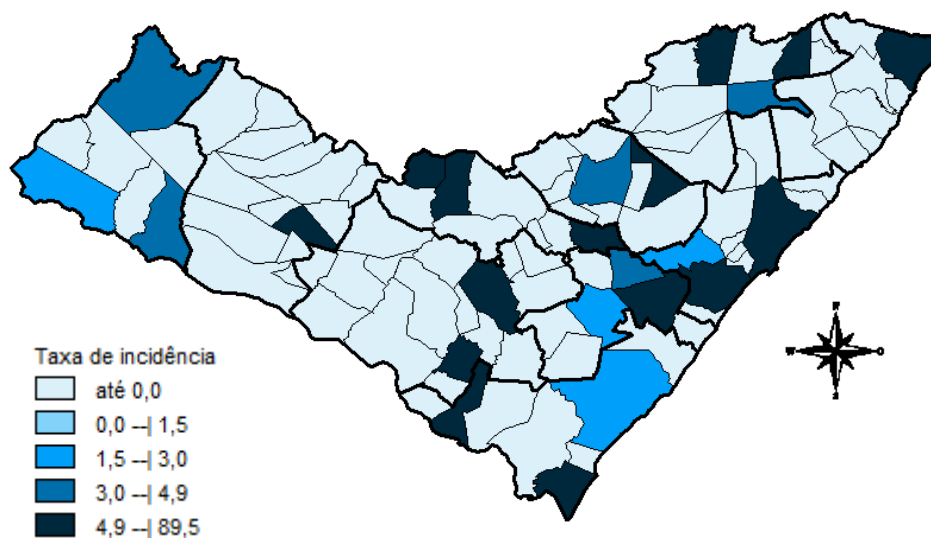 Taxa de incidência
até 0,0
0,0 --| 1,5
1,5 --| 3,0
3,0 --| 4,9
4,9 --| 89,5